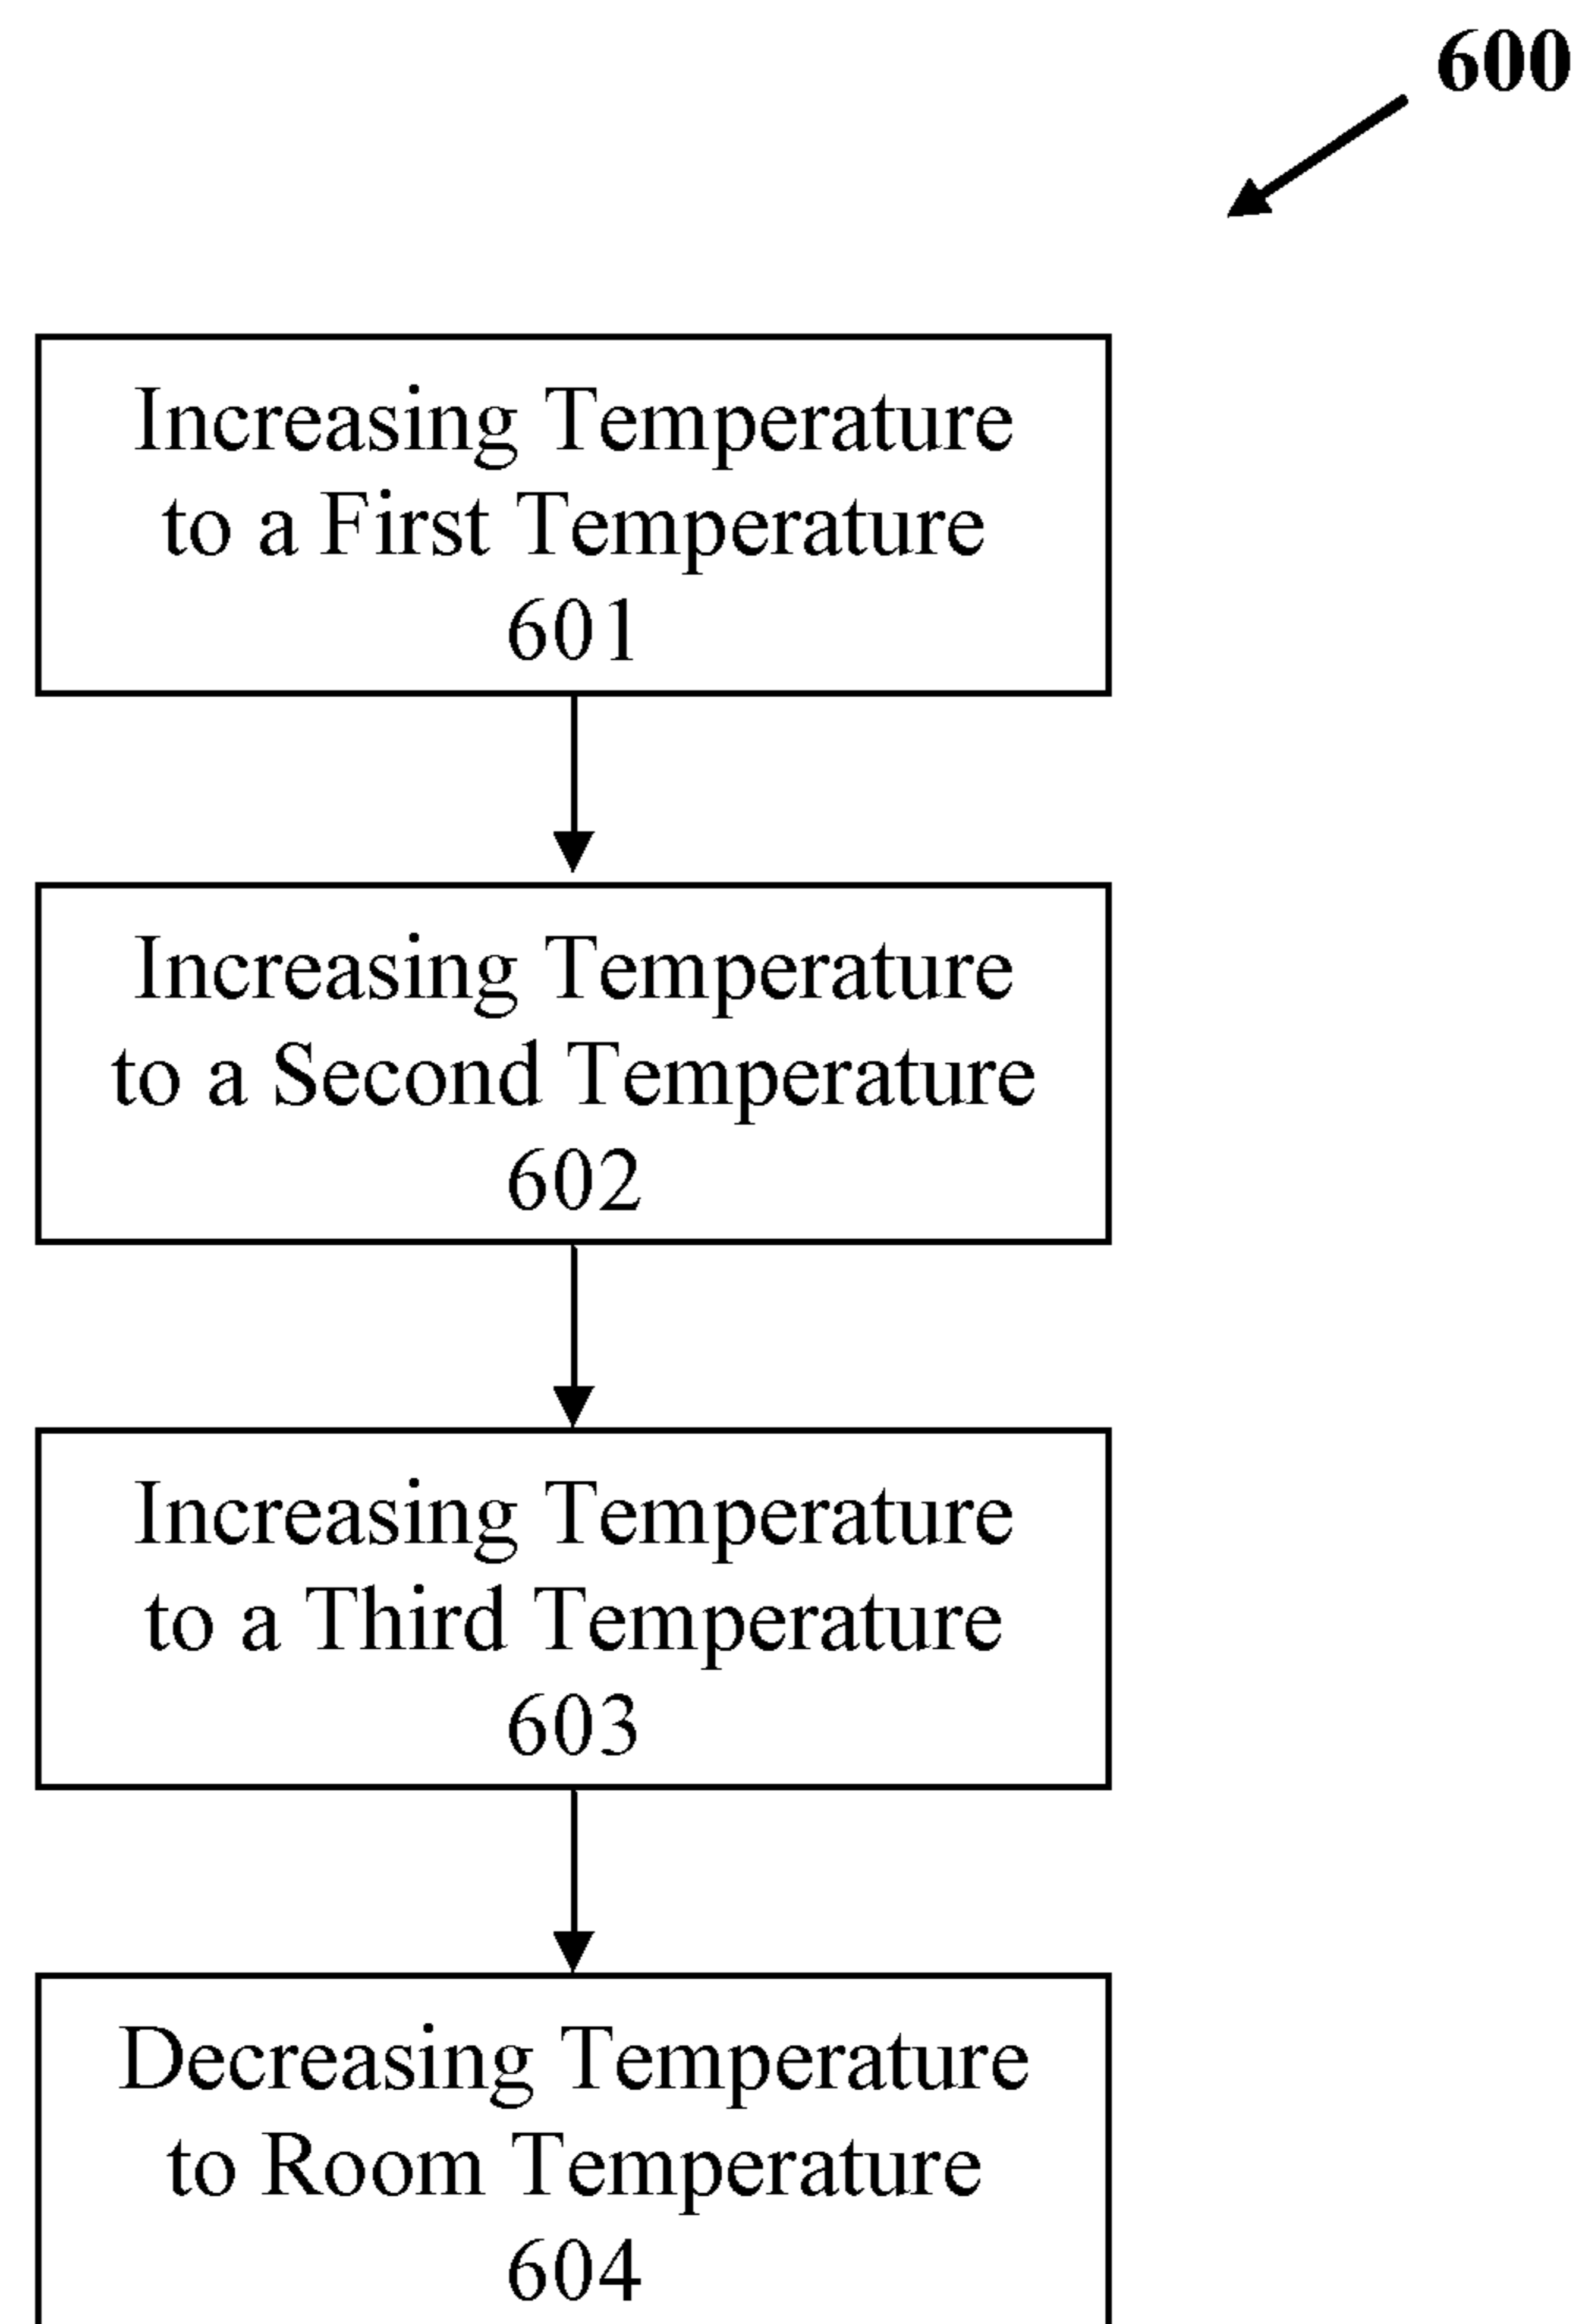 600
Increasing Temperature
to a First Temperature
601
Increasing Temperature
to a Second Temperature
602
Increasing Temperature
to a Third Temperature
603
Decreasing Temperature
to Room Temperature
604